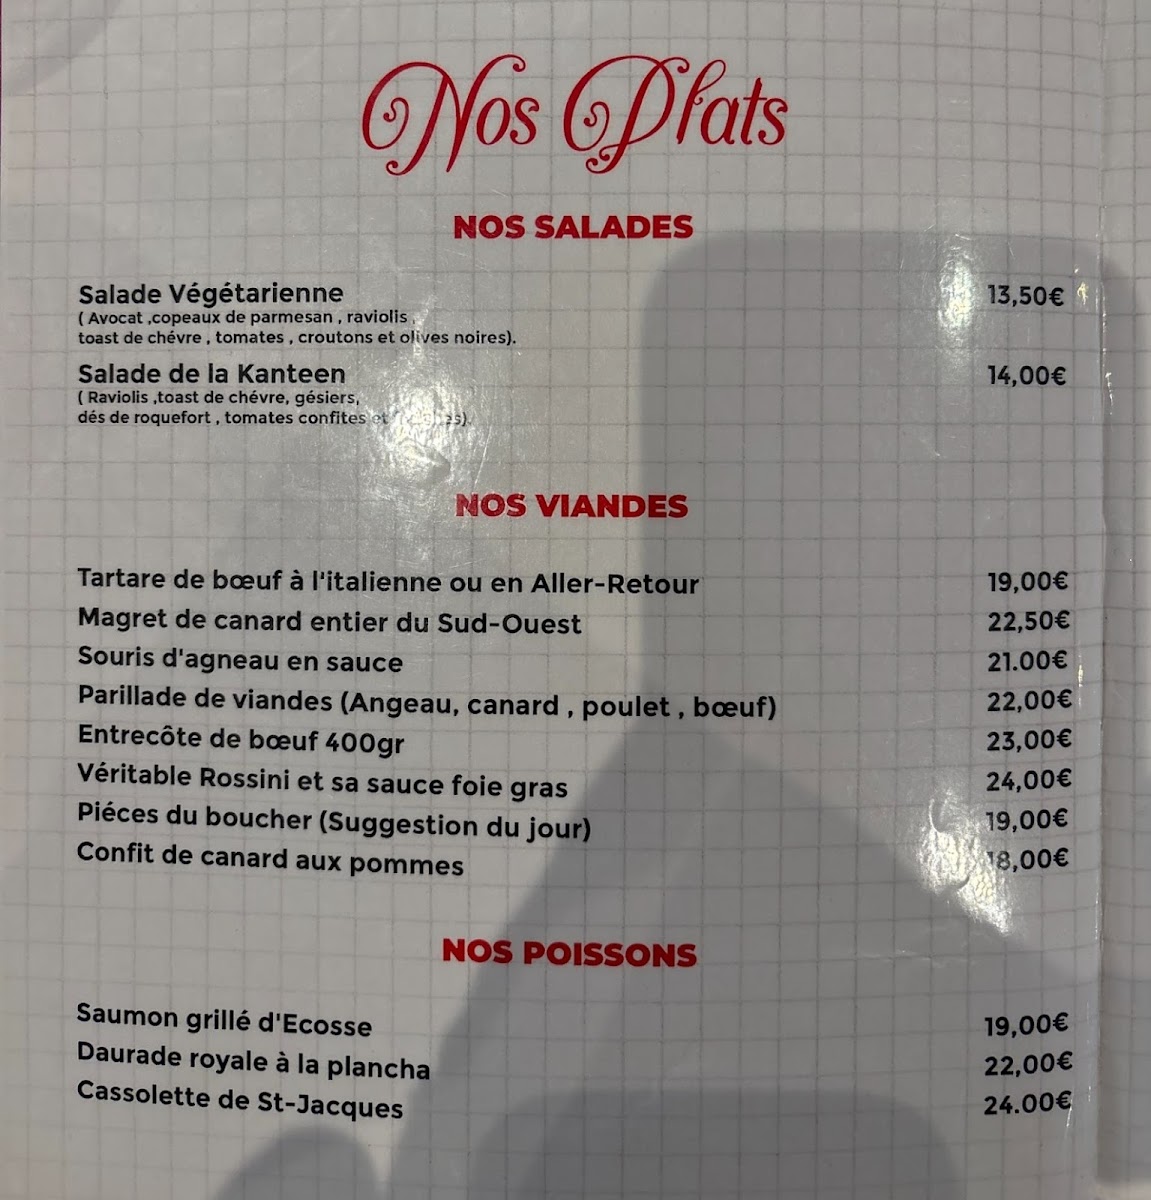 Nos Plats
NOS SALADES
Salade Végétarienne 13,50€
( Avocat ,copeaux de parmesan , raviolis ,
toast de chévre , tomates , croutons et olives noires).
Salade de la Kanteen 14,00€
( Raviolis ,toast de chévre, gésiers,
dés de roquefort , tomates confites et
NOS VIANDES
Tartare de bœuf à l'italienne ou en Aller-Retour 19,00€
Magret de canard entier du Sud-Ouest 22,50€
Souris d'agneau en sauce 21.00€
Parillade de viandes (Angeau, canard , poulet , bœuf) 22,00€
Entrecôte de bœuf 400gr 23,00€
Véritable Rossini et sa sauce foie gras 24,00€
Piéces du boucher (Suggestion du jour) 19,00€
Confit de canard aux pommes 18,00€
NOS POISSONS
Saumon grillé d'Ecosse 19,00€
Daurade royale à la plancha 22,00€
Cassolette de St-Jacques 24.00€